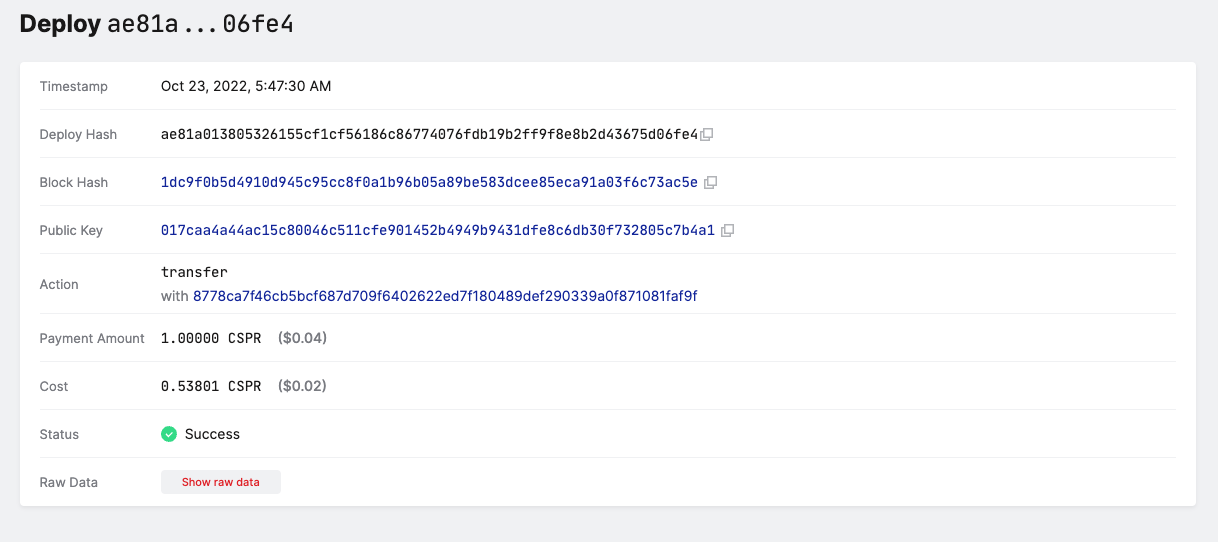 Deploy ae81a...06fe4
Timestamp Oct 23, 2022, 5:47:30 AM
Deploy Hash ae81a013805326155cf1cf56186c86774076fdb19b2ff9f8e8b2d43675d06fe4
Block Hash 1dc9f0b5d4910d945c95cc8f0a1b96b05a89be583dcee85eca91a03f6c73ac5e
Public Key 017caa4a44ac15c80046c511cfe901452b4949b9431dfe8c6db30f732805c7b4a1
Action transfer
with 8778ca7f46cb5bcf687d709f6402622ed7f180489def290339a0f871081faf9f
Payment Amount 1.00000 CSPR ($0.04)
Cost 0.53801 CSPR ($0.02)
Status Success
Raw Data Show raw data